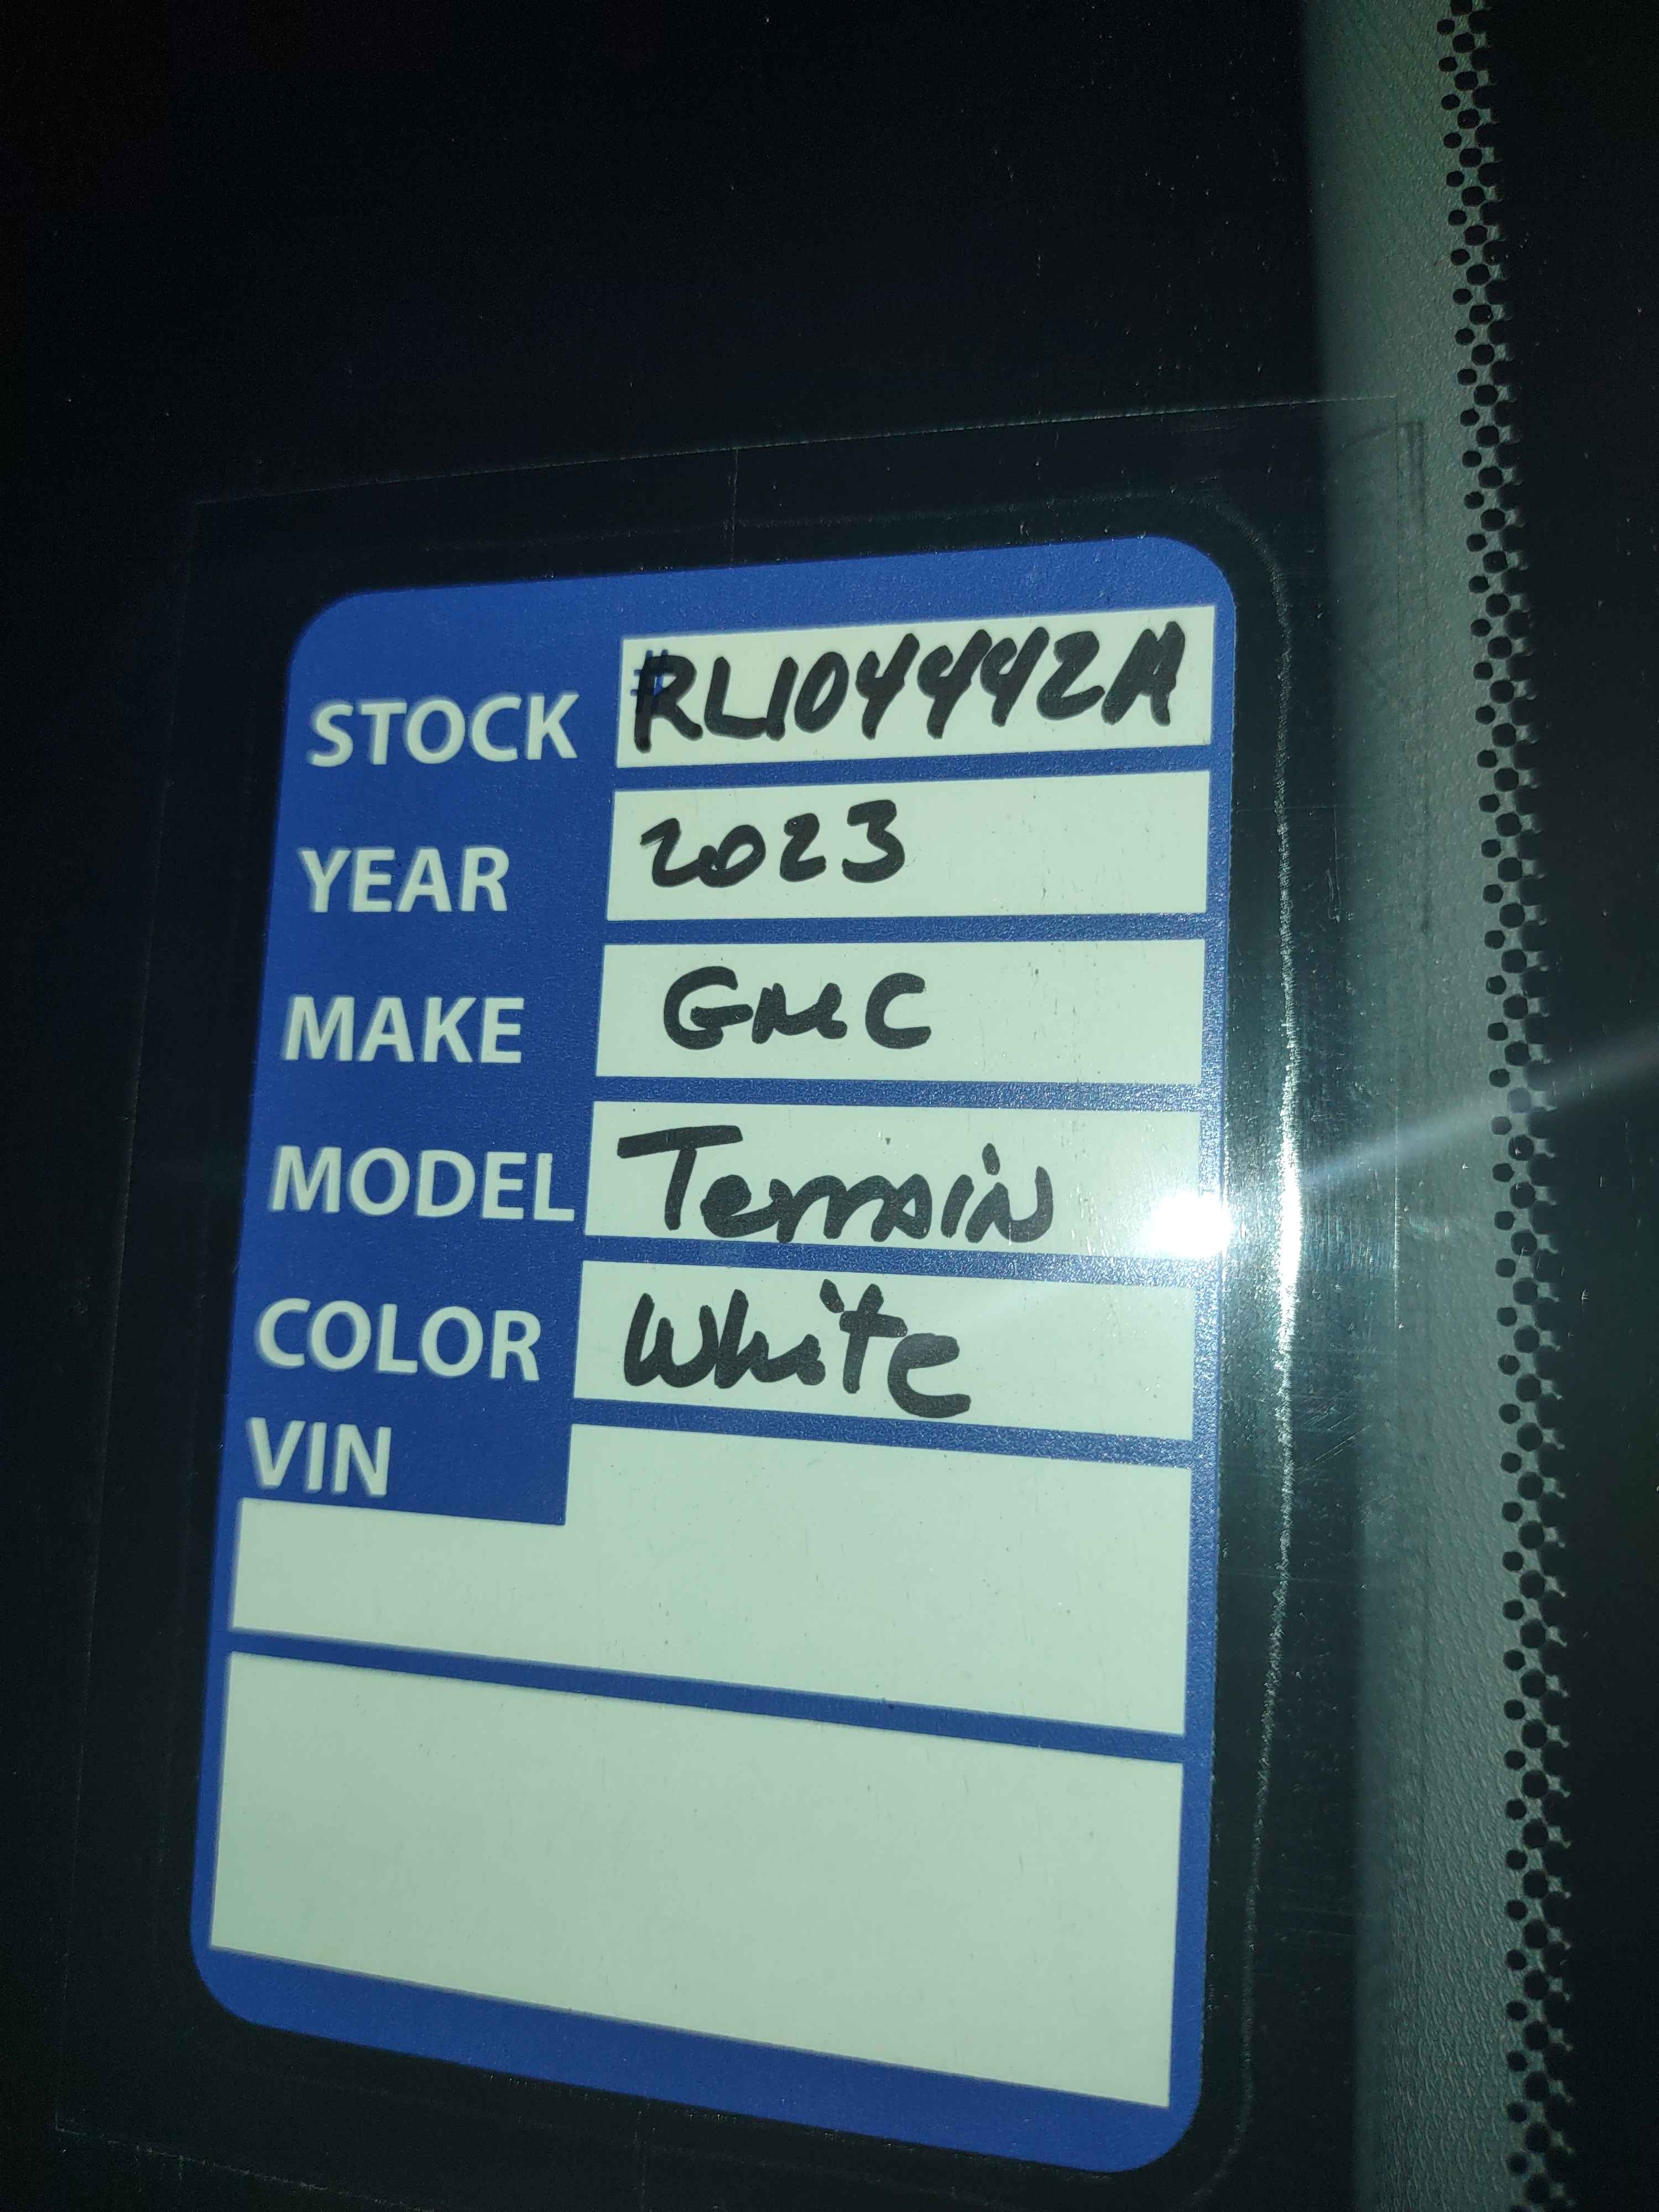 STOCK #RL104442A
YEAR 2023
MAKE GMC
MODEL Terrain
COLOR White
VIN